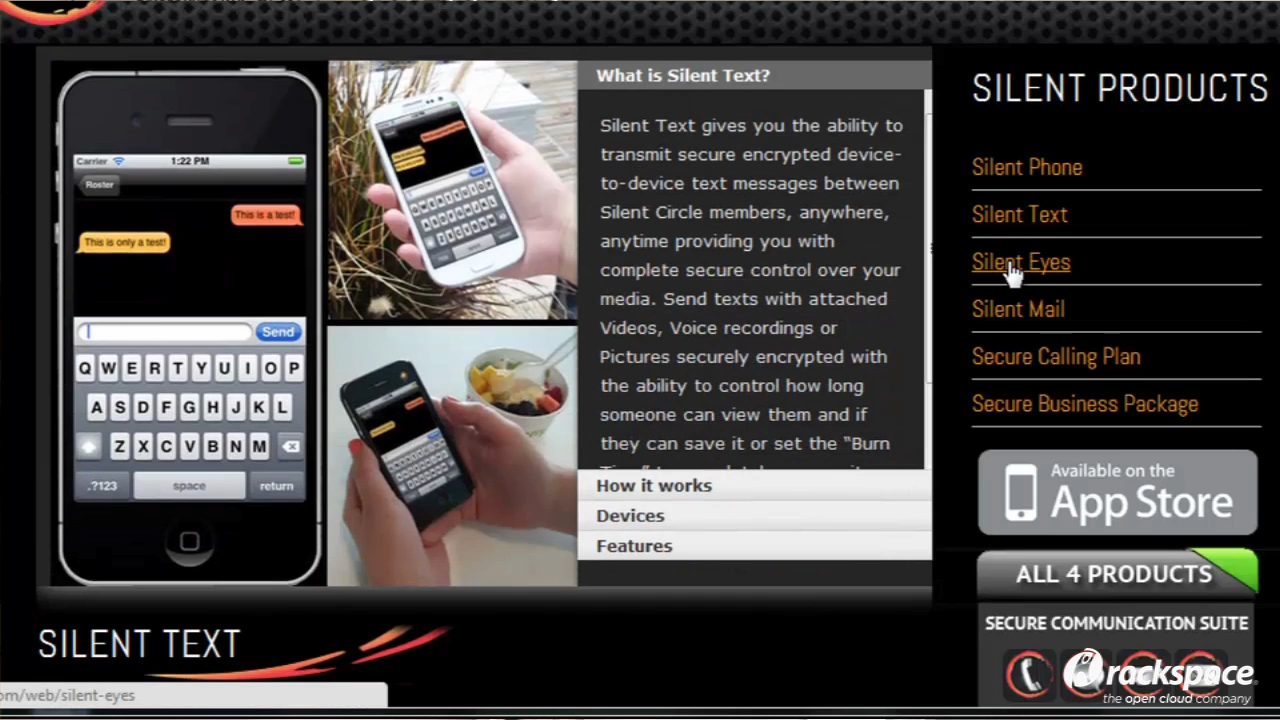 Carrier
1:22 PM
Roster
This is a test!
This is only a test!
Send
Q W E R T Y U I O P
A S D F G H J K L
Z X C V B N M
.?123
space
return
What is Silent Text?
Silent Text gives you the ability to
transmit secure encrypted device-
to-device text messages between
Silent Circle members, anywhere,
anytime providing you with
complete secure control over your
media. Send texts with attached
Videos, Voice recordings or
Pictures securely encrypted with
the ability to control how long
someone can view them and if
they can save it or set the “Burn
How it works
Devices
Features
SILENT PRODUCTS
Silent Phone
Silent Text
Silent Eyes
Silent Mail
Secure Calling Plan
Secure Business Package
Available on the
App Store
ALL 4 PRODUCTS
SECURE COMMUNICATION SUITE
SILENT TEXT
om/web/silent-eyes
rackspace
the open cloud company